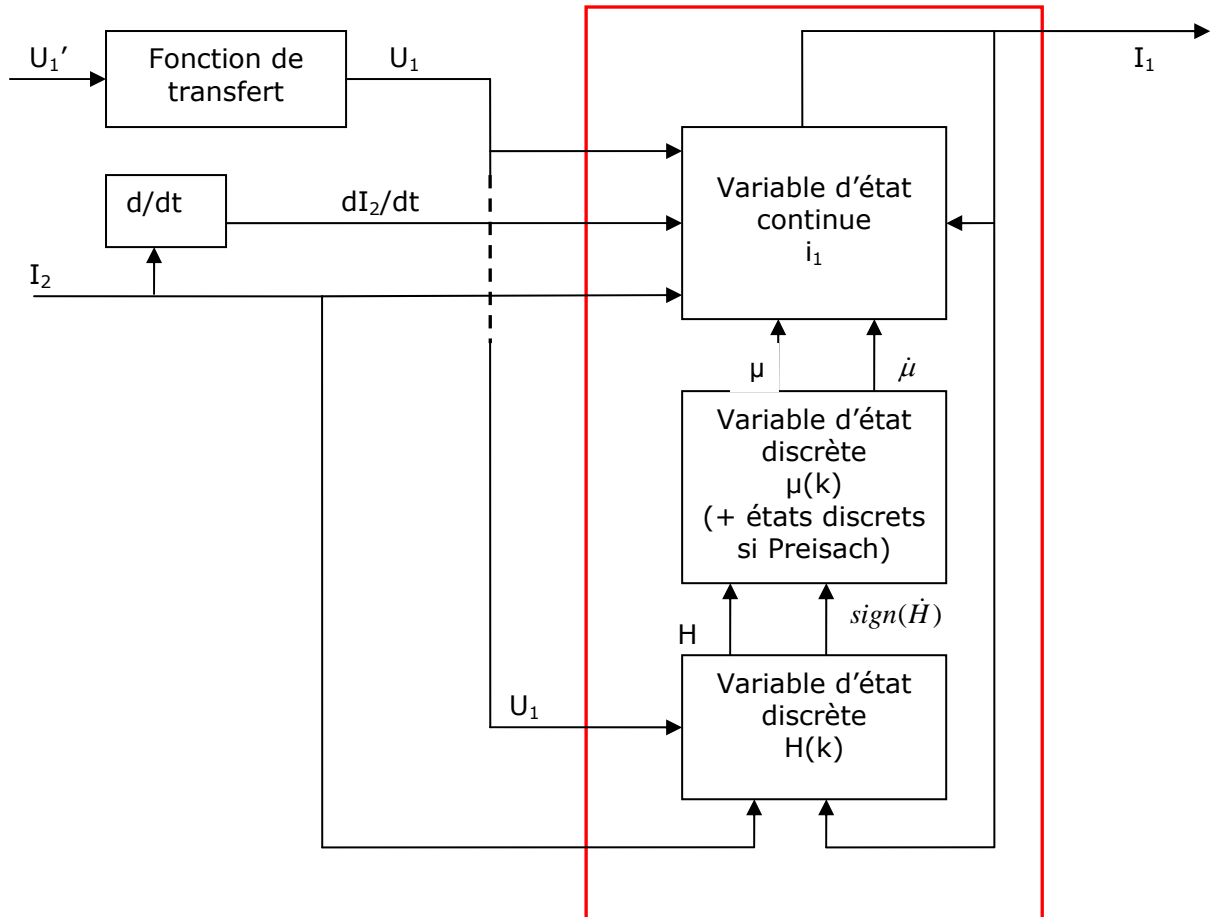 U₁’
Fonction de
transfert
U₁
I₁
d/dt
dI₂/dt
I₂
Variable d’état
continue
i₁
µ
μ̇
Variable d’état
discrète
µ(k)
(+ états discrets
si Preisach)
H
sign(Ḣ)
U₁
Variable d’état
discrète
H(k)